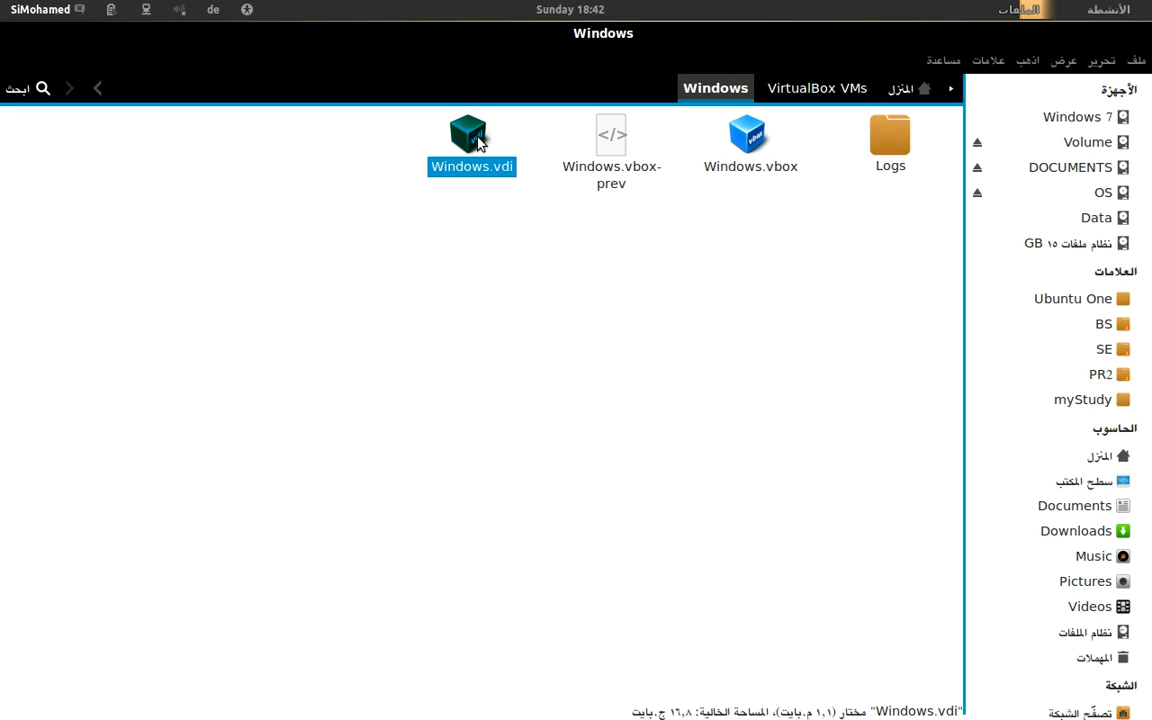 SiMohamed
de
Sunday 18:42
الملفات
الأنشطة
Windows
ملف تحرير عرض اذهب علامات مساعدة
المنزل
VirtualBox VMs
Windows
ابحث
Logs
Windows.vbox
Windows.vbox-
prev
Windows.vdi
الأجهزة
Windows 7
Volume
DOCUMENTS
OS
Data
نظام ملفات ١٥ GB
العلامات
Ubuntu One
BS
SE
PR2
myStudy
الحاسوب
المنزل
سطح المكتب
Documents
Downloads
Music
Pictures
Videos
نظام الملفات
المهملات
الشبكة
تصفّح الشبكة
"Windows.vdi" مختار (١,١ م.بايت)، المساحة الخالية: ١٦,٨ ج.بايت